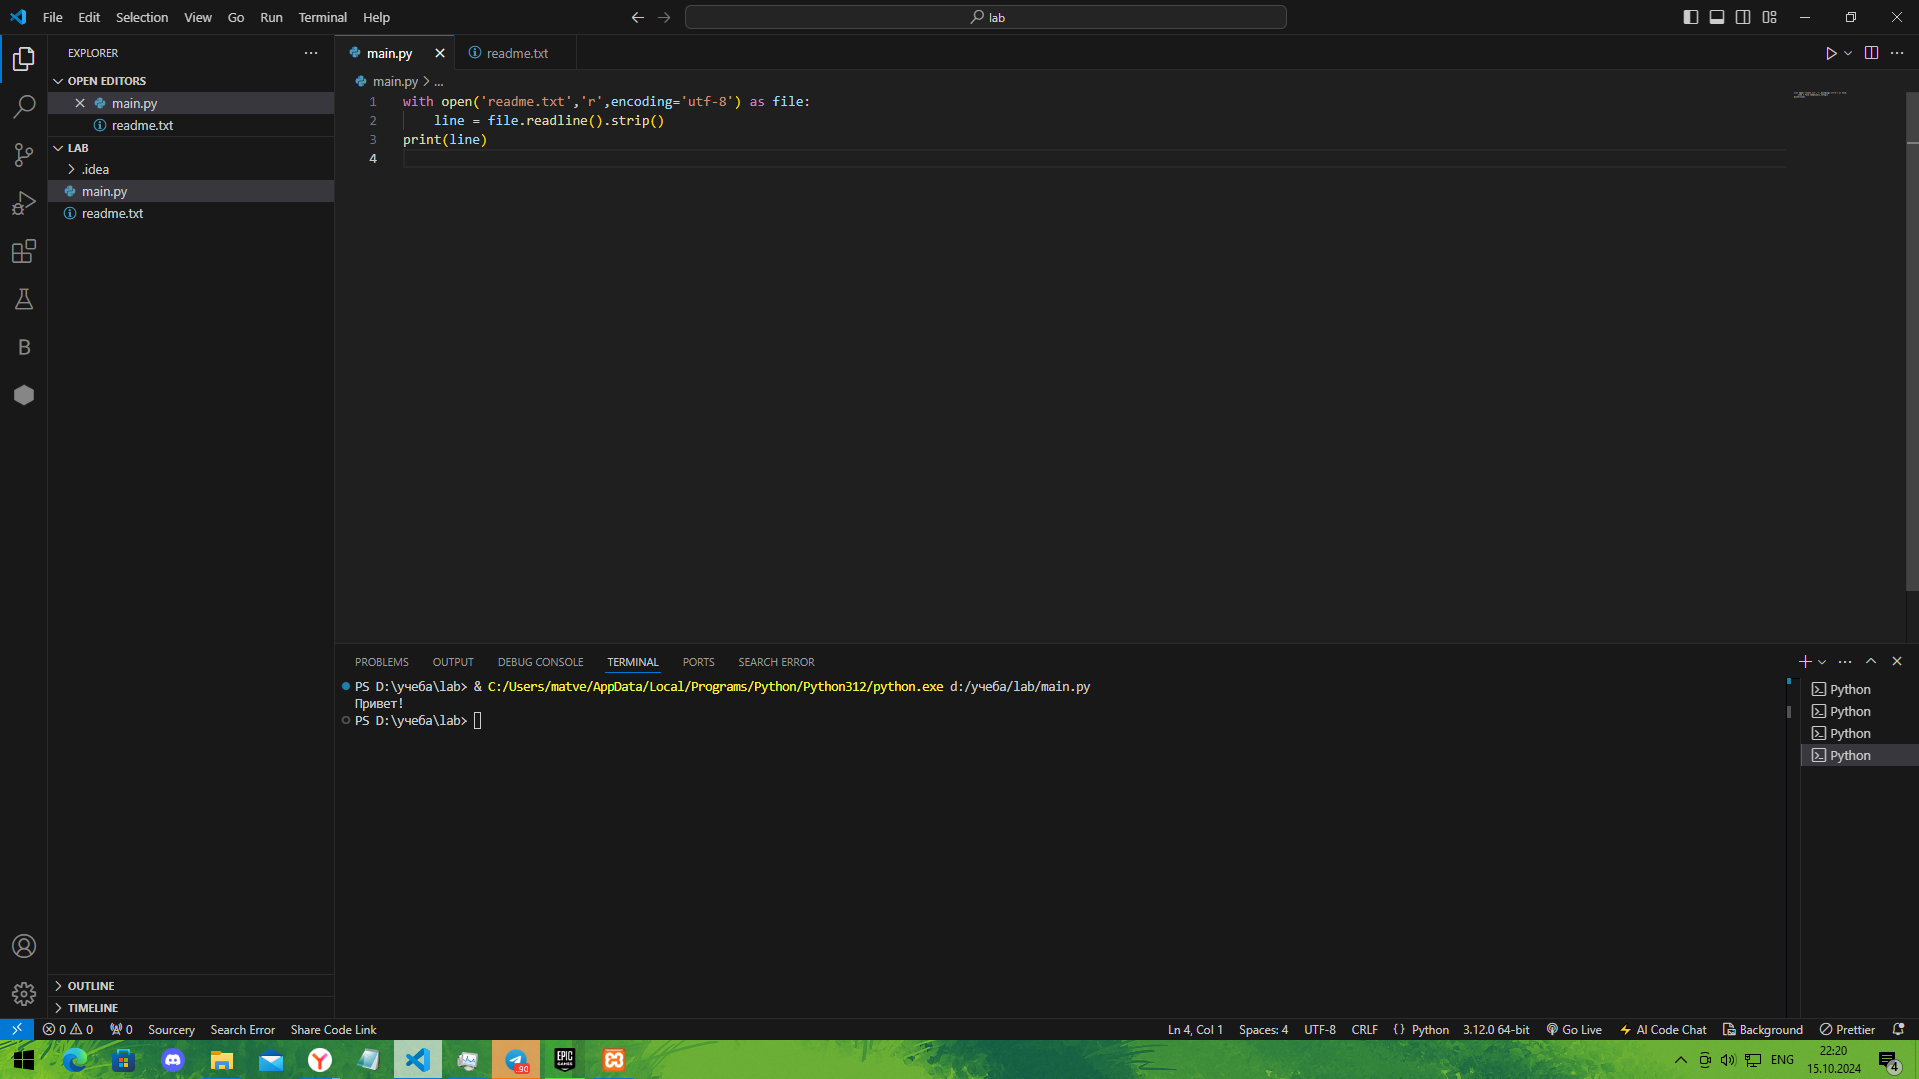 File Edit Selection View Go Run Terminal Help
lab
EXPLORER
OPEN EDITORS
main.py
readme.txt
LAB
.idea
main.py
readme.txt
OUTLINE
TIMELINE
main.py
readme.txt
main.py > ...
1 with open('readme.txt','r',encoding='utf-8') as file:
2 line = file.readline().strip()
3 print(line)
4
PROBLEMS OUTPUT DEBUG CONSOLE TERMINAL PORTS SEARCH ERROR
PS D:\учеба\lab> & C:/Users/matve/AppData/Local/Programs/Python/Python312/python.exe d:/учеба/lab/main.py
Привет!
PS D:\учеба\lab>
Python
Python
Python
Python
0 0 0 Sourcery Search Error Share Code Link
Ln 4, Col 1 Spaces: 4 UTF-8 CRLF {} Python 3.12.0 64-bit Go Live AI Code Chat Background Prettier
.90
EPIC GAMES
ENG
22:20
15.10.2024
4